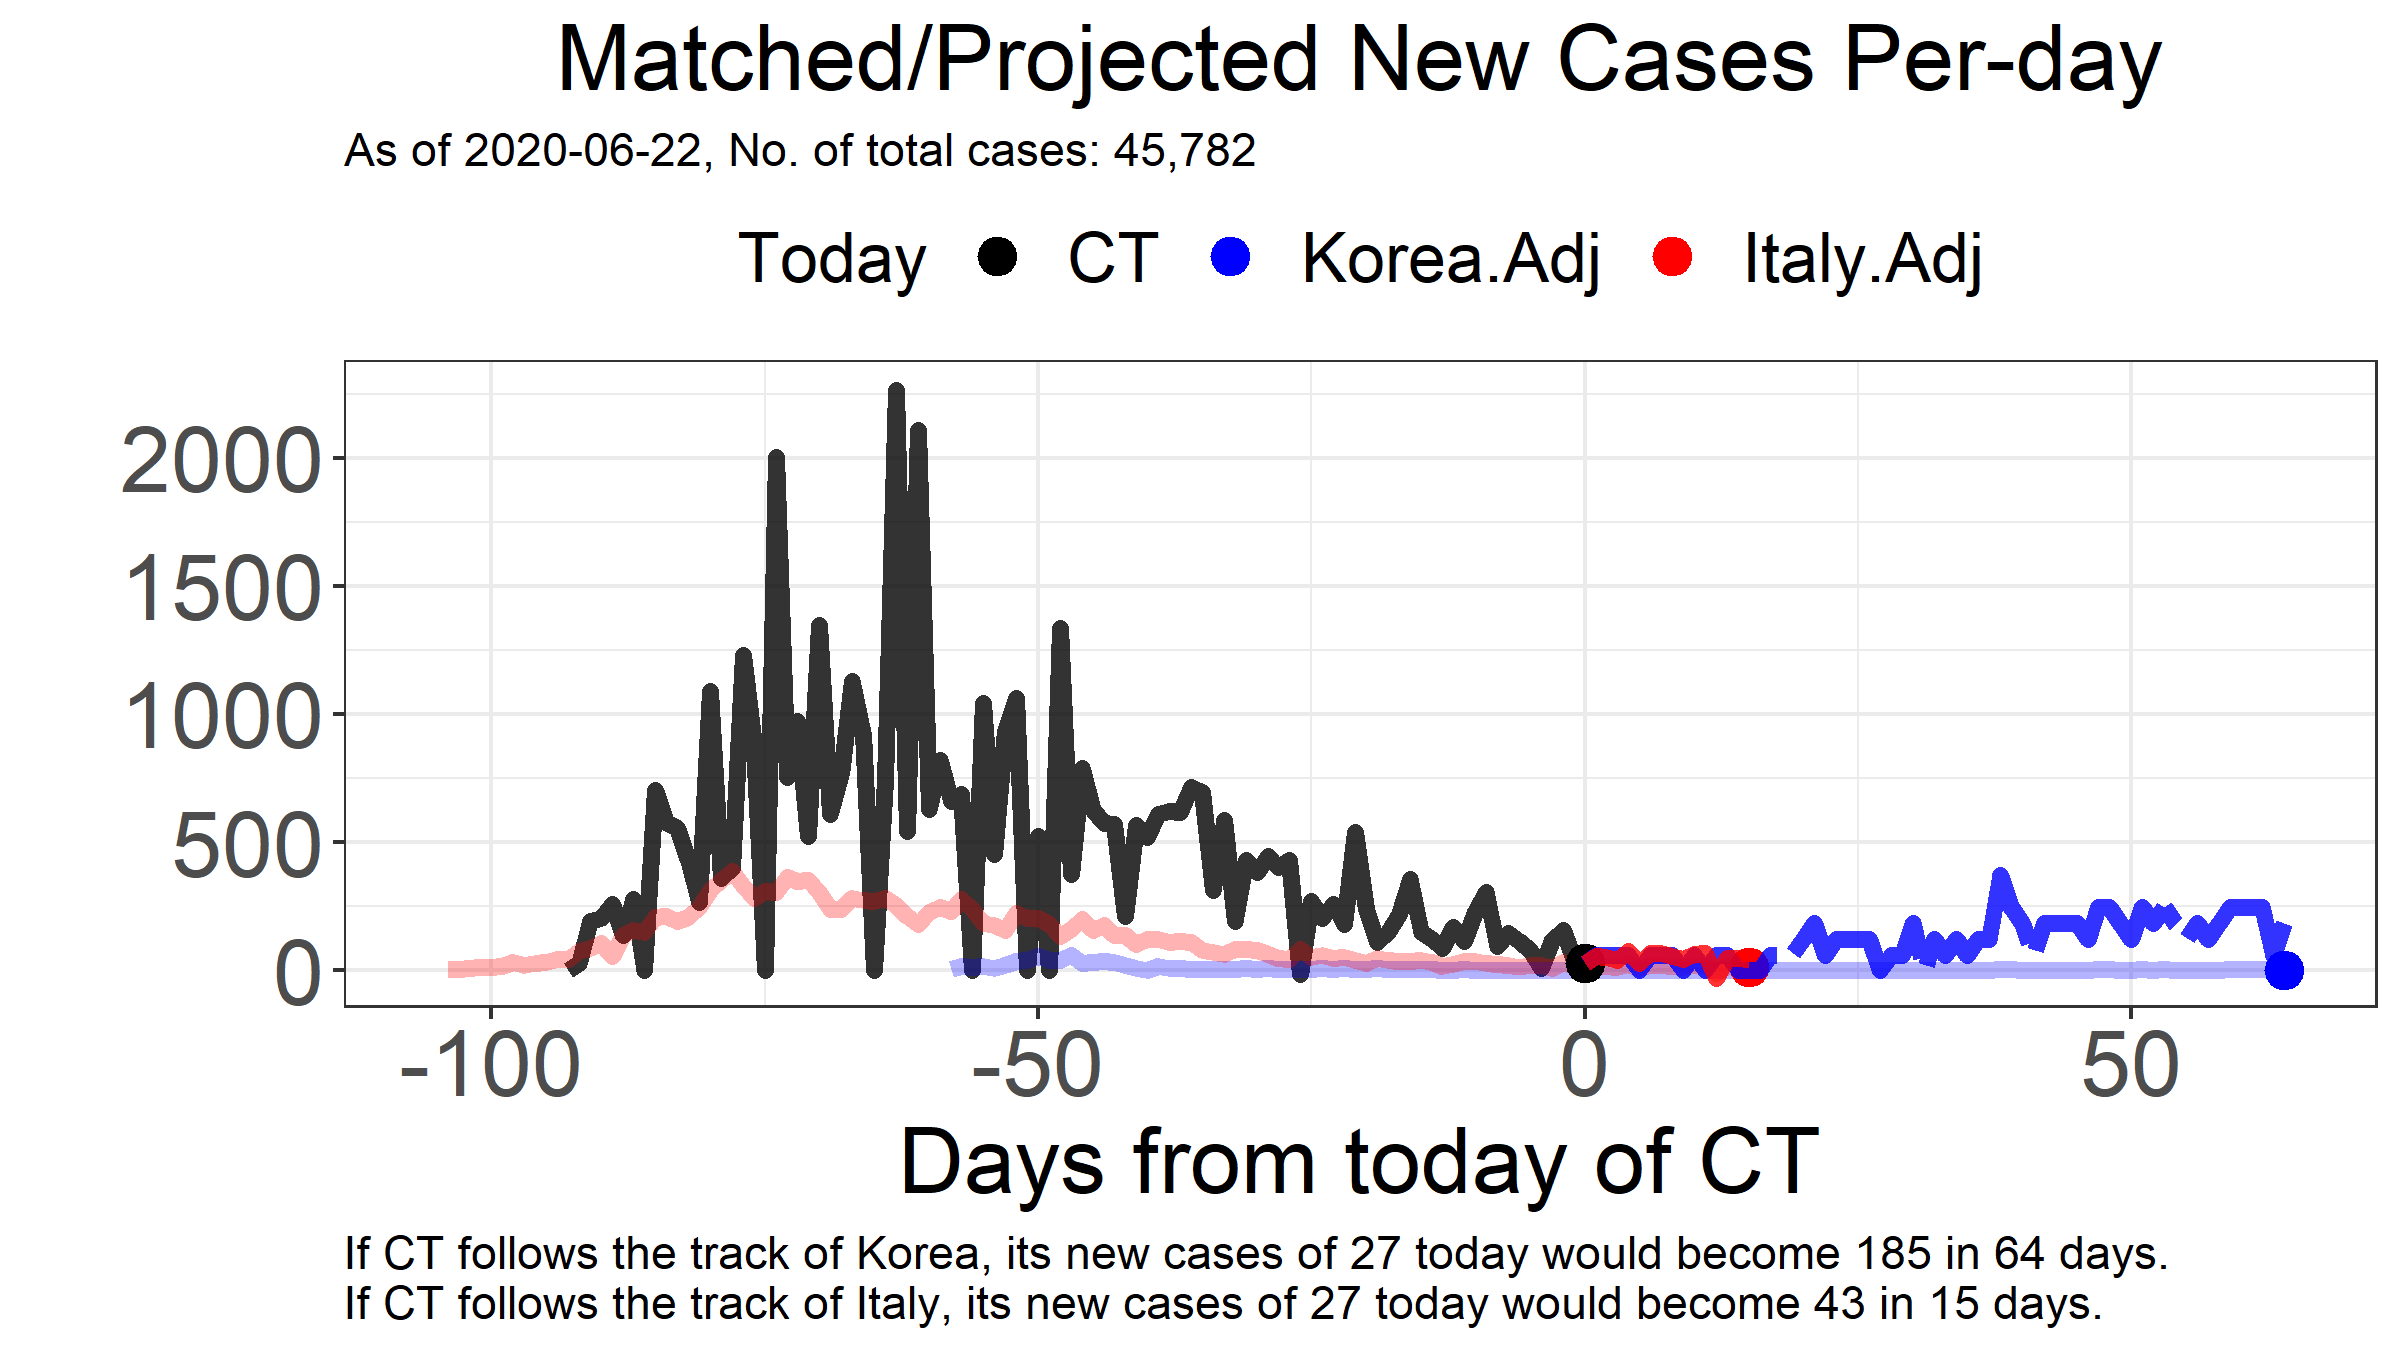 Matched/Projected New Cases Per-day
As of 2020-06-22, No. of total cases: 45,782
Today CT Korea.Adj Italy.Adj
2000
1500
1000
500
0
-100 -50 0 50
Days from today of CT
If CT follows the track of Korea, its new cases of 27 today would become 185 in 64 days.
If CT follows the track of Italy, its new cases of 27 today would become 43 in 15 days.